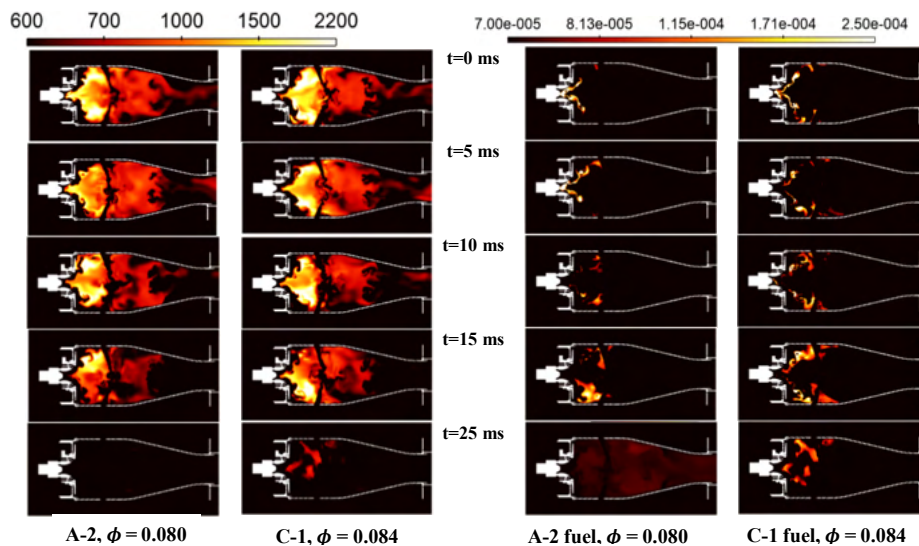 600 700 1000 1500 2200
7.00e-005 8.13e-005 1.15e-004 1.71e-004 2.50e-004
t=0 ms
t=5 ms
t=10 ms
t=15 ms
t=25 ms
A-2, ϕ = 0.080 C-1, ϕ = 0.084 A-2 fuel, ϕ = 0.080 C-1 fuel, ϕ = 0.084